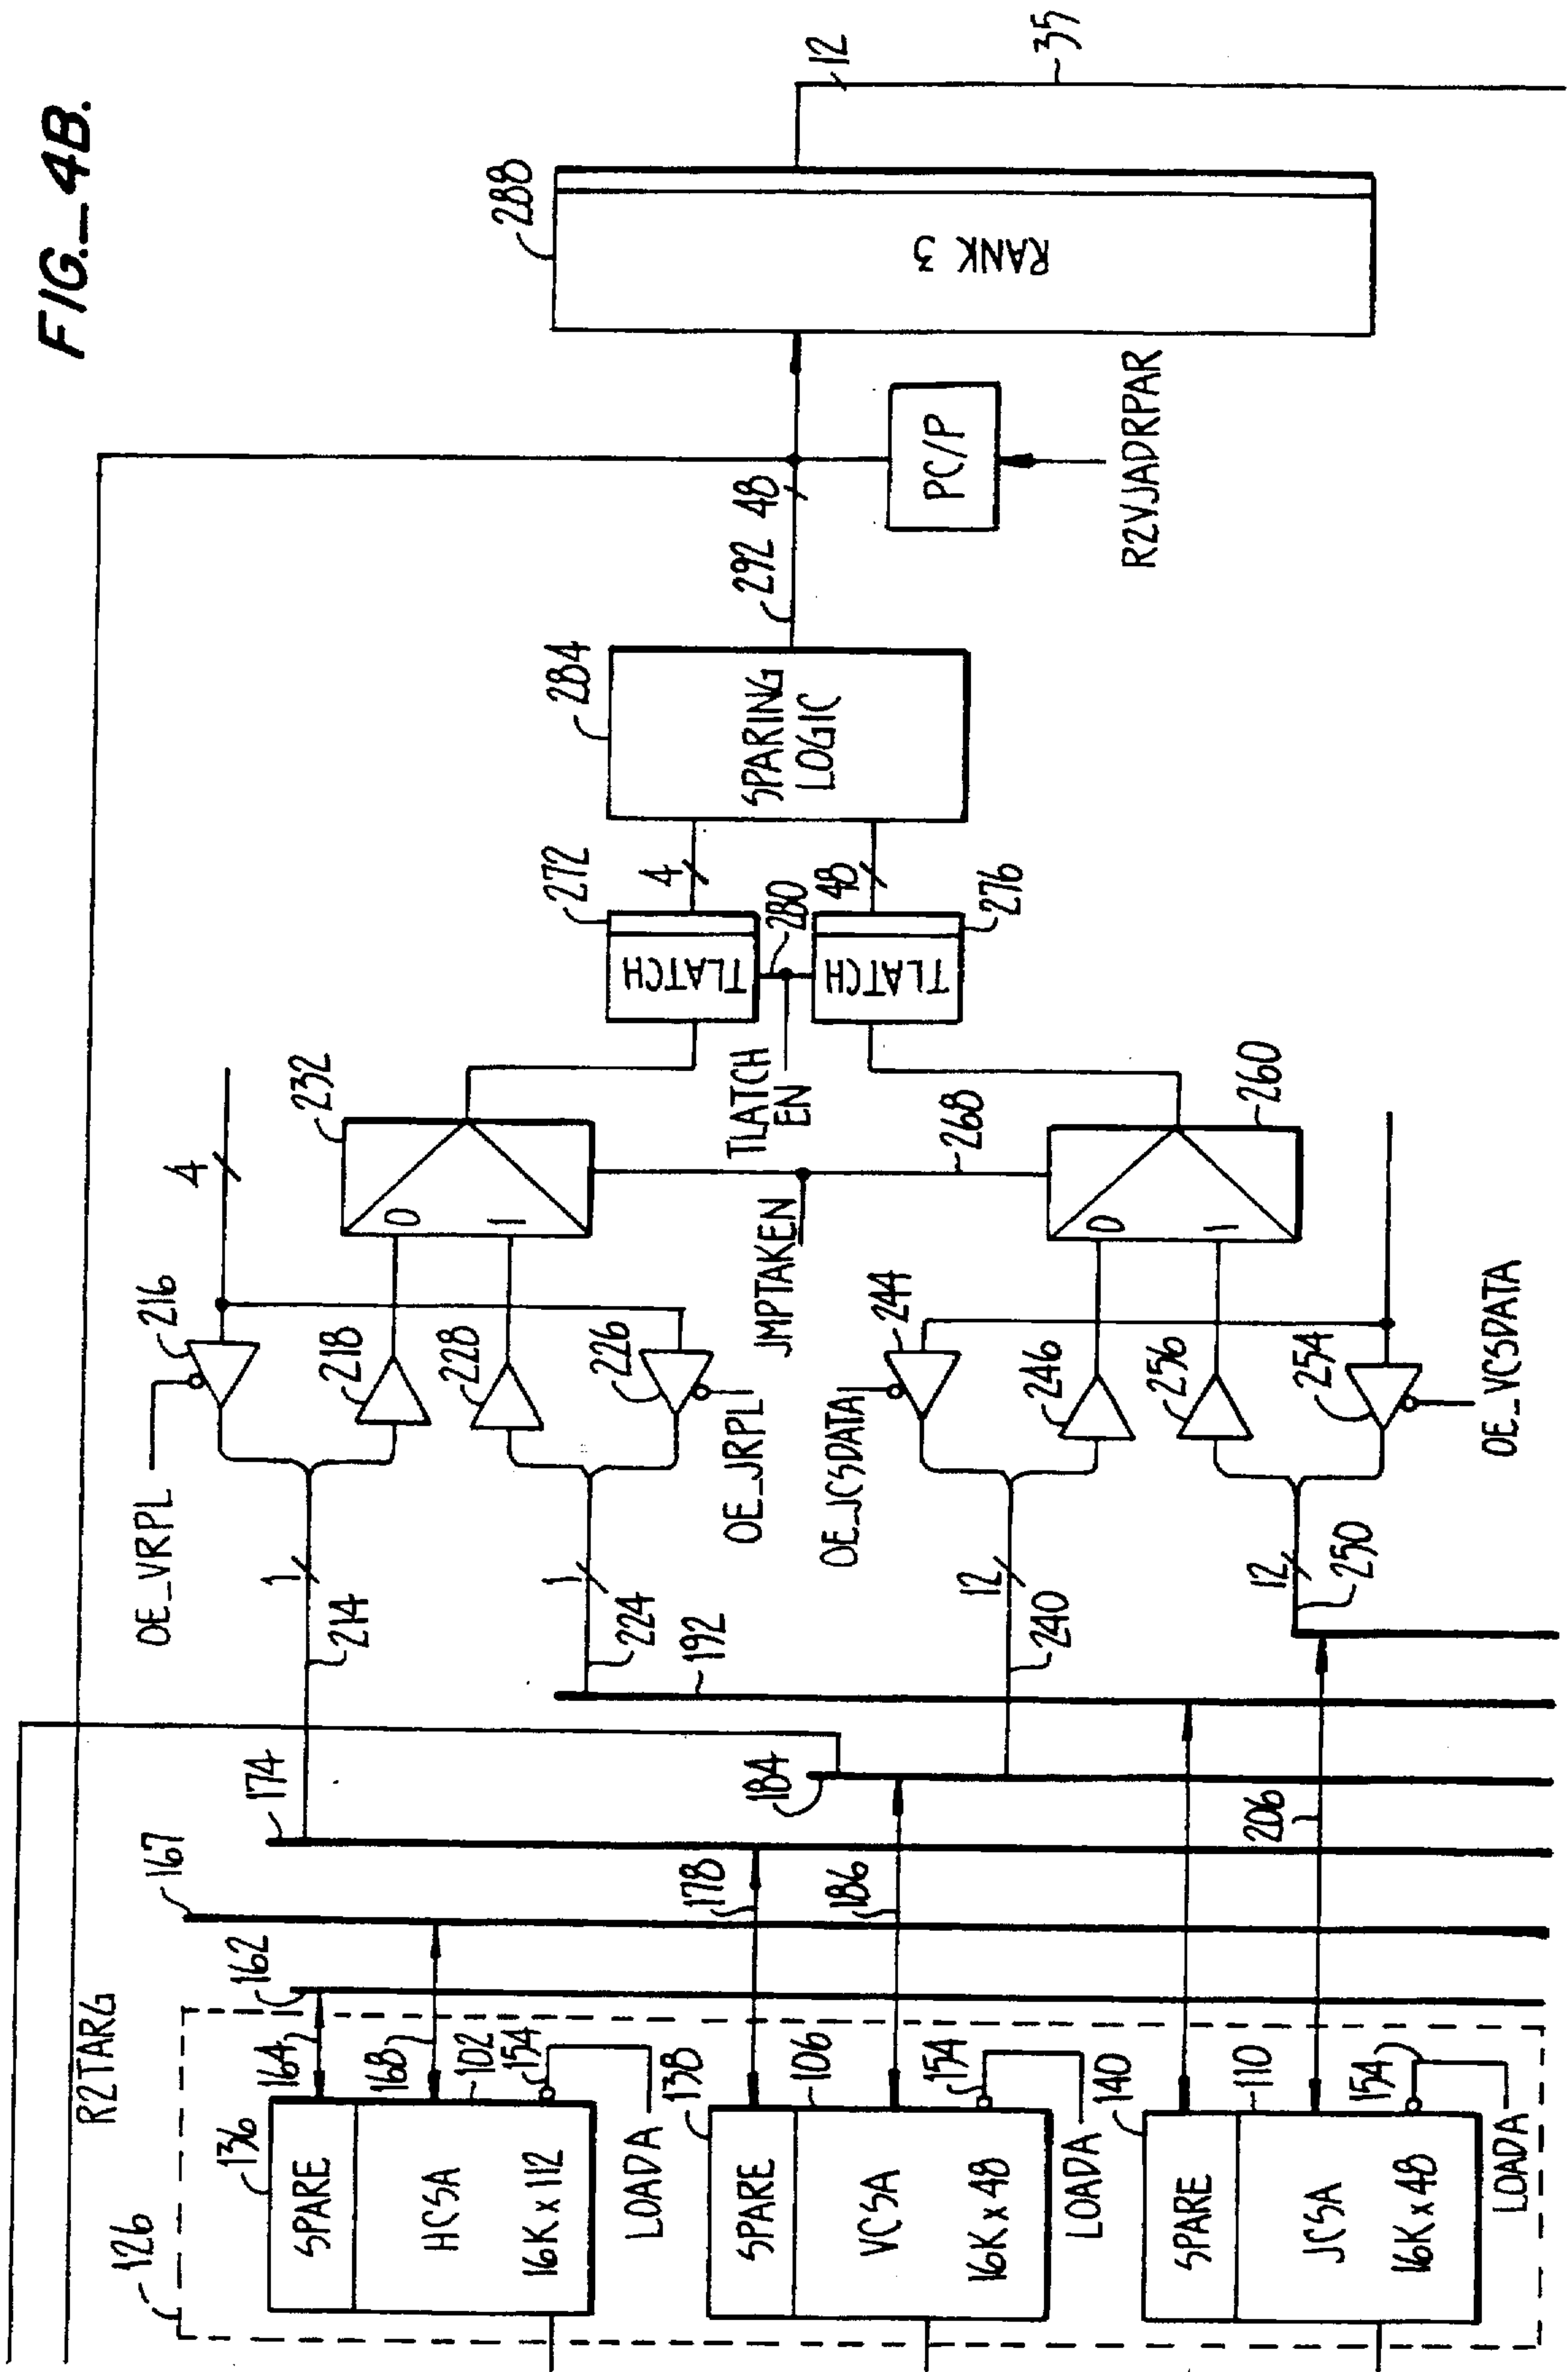 FIG._4B.
R2TARG
126
136
SPARE
HCSA
16K x 112
164
168
102
154
LOADA
162
167
138
SPARE
VCSA
16K x 48
178
186
106
154
LOADA
174
184
140
SPARE
JCSA
16K x 48
110
154
LOADA
206
192
OE_VRPL
1
214
216
4
218
228
226
1
224
OE_JRPL
OE_JCSDATA
244
12
240
246
256
254
12
250
OE_VCSDATA
232
0
1
JMPTAKEN
268
0
1
260
TLATCH
EN
272
TLATCH
280
TLATCH
276
4
48
284
SPARING
LOGIC
292
48
PC/P
R2VJADRPAR
288
RANK 3
12
35